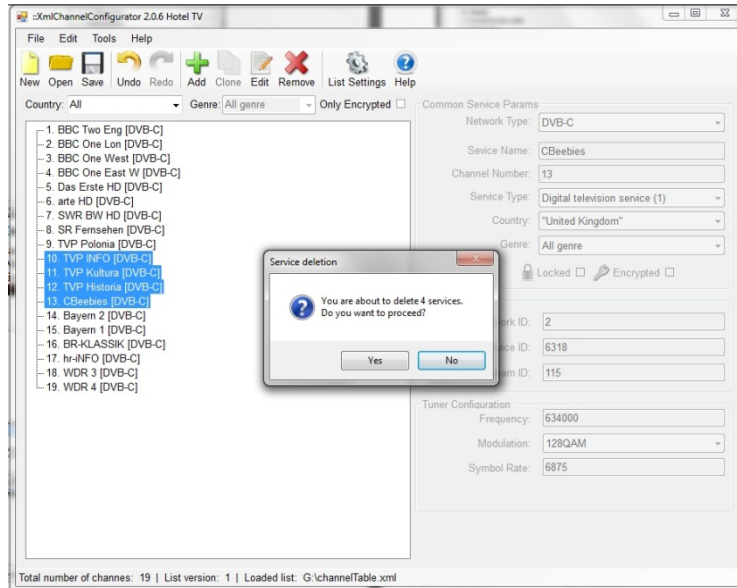 ::XmlChannelConfigurator 2.0.6 Hotel TV
File Edit Tools Help
New Open Save Undo Redo Add Clone Edit Remove List Settings Help
Country: All Genre: All genre Only Encrypted
1. BBC Two Eng [DVB-C]
2. BBC One Lon [DVB-C]
3. BBC One West [DVB-C]
4. BBC One East W [DVB-C]
5. Das Erste HD [DVB-C]
6. arte HD [DVB-C]
7. SWR BW HD [DVB-C]
8. SR Fernsehen [DVB-C]
9. TVP Polonia [DVB-C]
10. TVP INFO [DVB-C]
11. TVP Kultura [DVB-C]
12. TVP Historia [DVB-C]
13. CBeebies [DVB-C]
14. Bayern 2 [DVB-C]
15. Bayern 1 [DVB-C]
16. BR-KLASSIK [DVB-C]
17. hr-iNFO [DVB-C]
18. WDR 3 [DVB-C]
19. WDR 4 [DVB-C]
Service deletion
You are about to delete 4 services.
Do you want to proceed?
Yes No
Common Service Params
Network Type: DVB-C
Sevice Name: CBeebies
Channel Number: 13
Service Type: Digital television service (1)
Country: "United Kingdom"
Genre: All genre
Locked Encrypted
ID: 2
ID: 6318
ID: 115
Tuner Configuration
Frequency: 634000
Modulation: 128QAM
Symbol Rate: 6875
Total number of channes: 19 | List version: 1 | Loaded list: G:\channelTable.xml